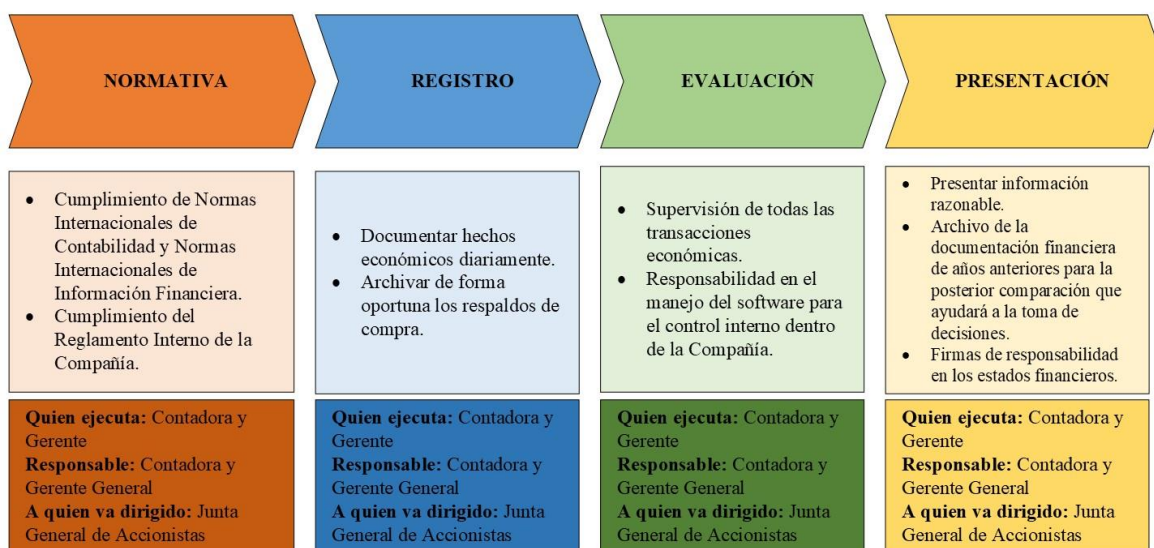 NORMATIVA
REGISTRO
EVALUACIÓN
PRESENTACIÓN
• Cumplimiento de Normas
Internacionales de
Contabilidad y Normas
Internacionales de
Información Financiera.
• Cumplimiento del
Reglamento Interno de la
Compañía.
• Documentar hechos
económicos diariamente.
• Archivar de forma
oportuna los respaldos de
compra.
• Supervisión de todas las
transacciones
económicas.
• Responsabilidad en el
manejo del software para
el control interno dentro
de la Compañía.
• Presentar información
razonable.
• Archivo de la
documentación financiera
de años anteriores para la
posterior comparación que
ayudará a la toma de
decisiones.
• Firmas de responsabilidad
en los estados financieros.
Quien ejecuta: Contadora y
Gerente
Responsable: Contadora y
Gerente General
A quien va dirigido: Junta
General de Accionistas
Quien ejecuta: Contadora y
Gerente
Responsable: Contadora y
Gerente General
A quien va dirigido: Junta
General de Accionistas
Quien ejecuta: Contadora y
Gerente
Responsable: Contadora y
Gerente General
A quien va dirigido: Junta
General de Accionistas
Quien ejecuta: Contadora y
Gerente
Responsable: Contadora y
Gerente General
A quien va dirigido: Junta
General de Accionistas